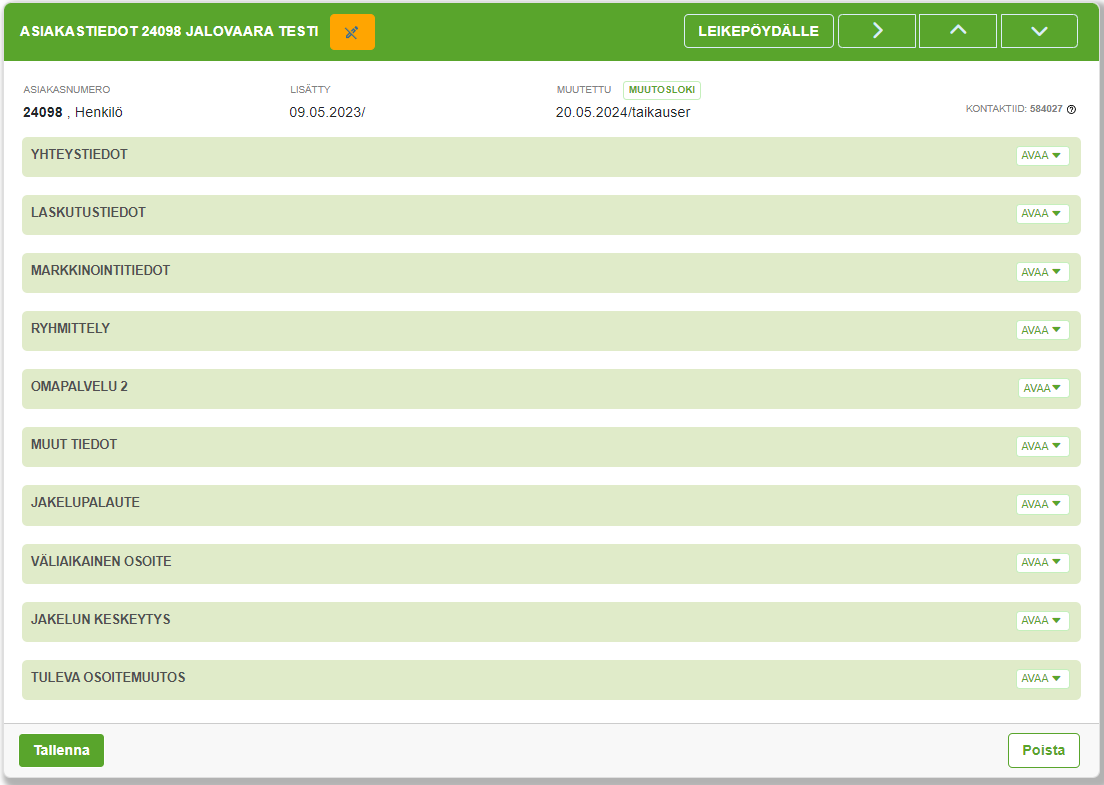 ASIAKASTIEDOT 24098 JALOVAARA TESTI LEIKEPÖYDÄLLE
ASIAKASNUMERO LISÄTTY MUUTETTU MUUTOSLOKI
24098 , Henkilö 09.05.2023/ 20.05.2024/taikauser KONTAKTIID: 584027
YHTEYSTIEDOT AVAA
LASKUTUSTIEDOT AVAA
MARKKINOINTITIEDOT AVAA
RYHMITTELY AVAA
OMAPALVELU 2 AVAA
MUUT TIEDOT AVAA
JAKELUPALAUTE AVAA
VÄLIAIKAINEN OSOITE AVAA
JAKELUN KESKEYTYS AVAA
TULEVA OSOITEMUUTOS AVAA
Tallenna Poista